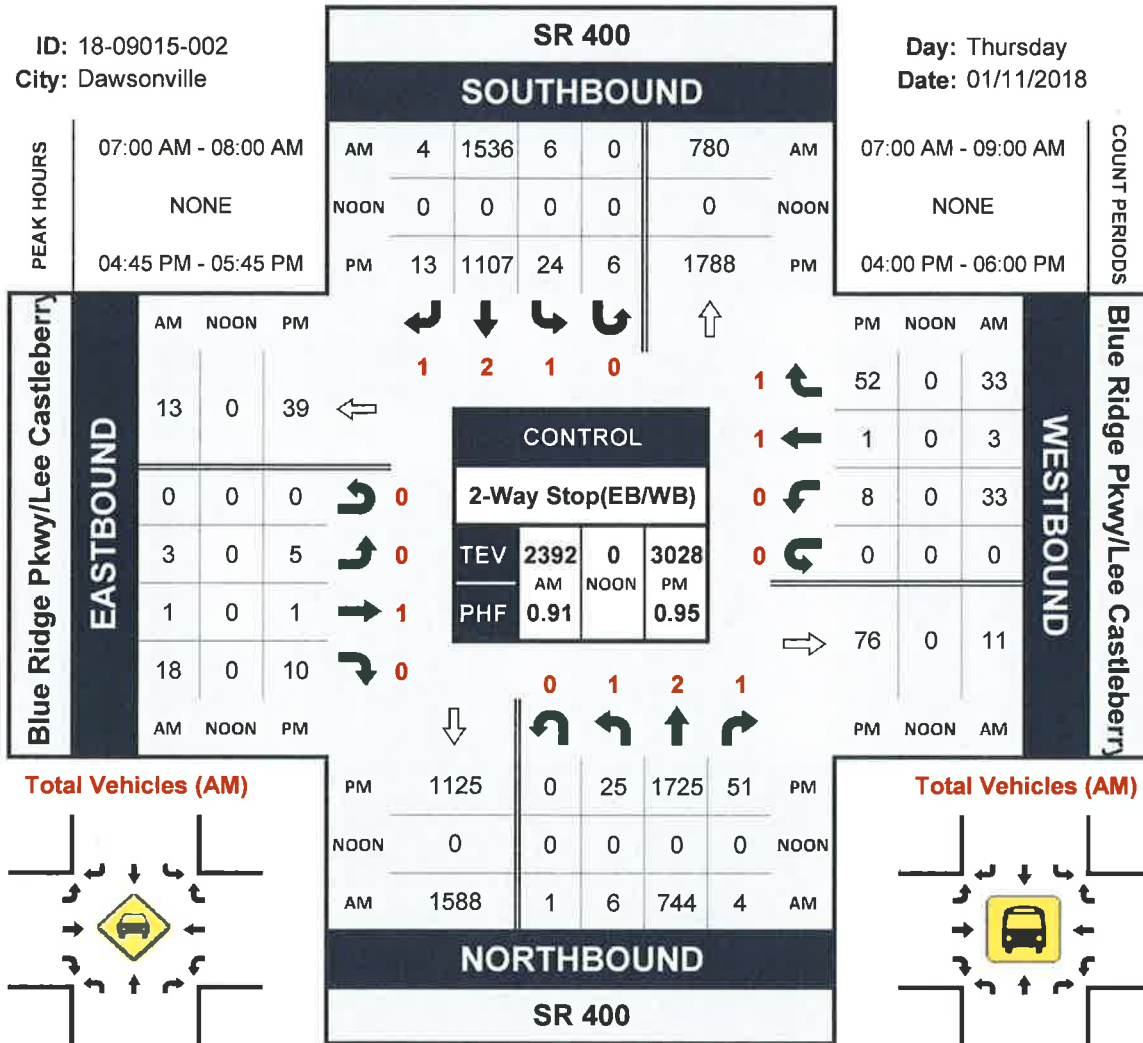 ID: 18-09015-002
City: Dawsonville
SR 400
SOUTHBOUND
Day: Thursday
Date: 01/11/2018
PEAK HOURS
07:00 AM - 08:00 AM
NONE
04:45 PM - 05:45 PM
AM 4 1536 6 0 780 AM
NOON 0 0 0 0 0 NOON
PM 13 1107 24 6 1788 PM
1 2 1 0
07:00 AM - 09:00 AM
NONE
04:00 PM - 06:00 PM
COUNT PERIODS
Blue Ridge Pkwy/Lee Castleberry
EASTBOUND
AM NOON PM
13 0 39
0 0 0 0
3 0 5 0
1 0 1 1
18 0 10 0
AM NOON PM
CONTROL
2-Way Stop(EB/WB)
TEV 2392 0 3028
AM NOON PM
PHF 0.91 0.95
PM NOON AM
1 52 0 33
1 1 0 3
0 8 0 33
0 0 0 0
76 0 11
PM NOON AM
WESTBOUND
Blue Ridge Pkwy/Lee Castleberry
0 1 2 1
PM 1125 0 25 1725 51 PM
NOON 0 0 0 0 0 NOON
AM 1588 1 6 744 4 AM
NORTHBOUND
SR 400
Total Vehicles (AM)
Total Vehicles (AM)